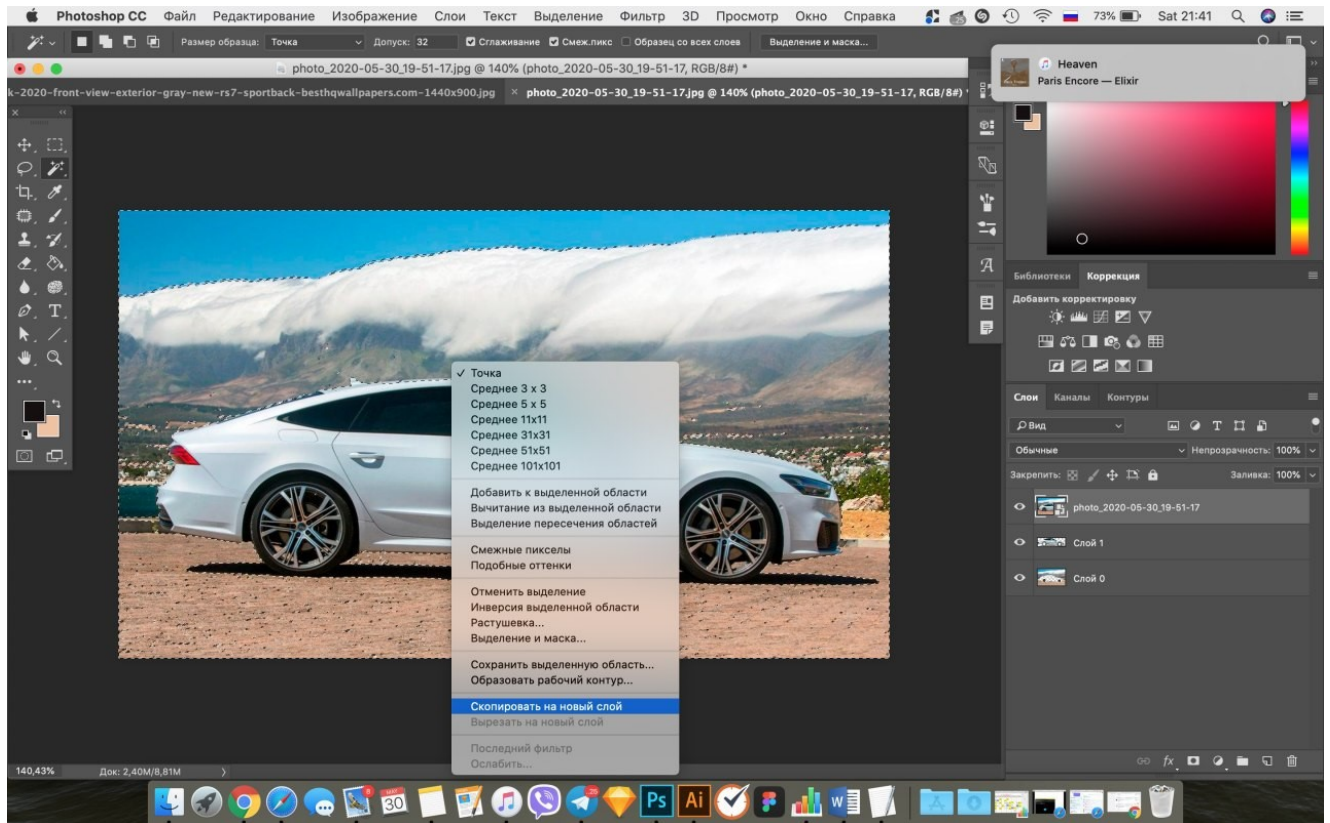 Photoshop CC Файл Редактирование Изображение Слои Текст Выделение Фильтр 3D Просмотр Окно Справка 73% Sat 21:41
Размер образца: Точка Допуск: 32 Сглаживание Смеж.пикс Образец со всех слоев Выделение и маска...
Heaven
Paris Encore — Elixir
photo_2020-05-30_19-51-17.jpg @ 140% (photo_2020-05-30_19-51-17, RGB/8#) *
k-2020-front-view-exterior-gray-new-rs7-sportback-besthqwallpapers.com-1440x900.jpg × photo_2020-05-30_19-51-17.jpg @ 140% (photo_2020-05-30_19-51-17, RGB/8#) *
Библиотеки Коррекция
Добавить корректировку
Точка
Среднее 3 x 3
Среднее 5 x 5
Среднее 11x11
Среднее 31x31
Среднее 51x51
Среднее 101x101
Добавить к выделенной области
Вычитание из выделенной области
Выделение пересечения областей
Смежные пикселы
Подобные оттенки
Отменить выделение
Инверсия выделенной области
Растушевка...
Выделение и маска...
Сохранить выделенную область...
Образовать рабочий контур...
Скопировать на новый слой
Вырезать на новый слой
Последний фильтр
Ослабить...
Слои Каналы Контуры
Вид
Обычные Непрозрачность: 100%
Закрепить: Заливка: 100%
photo_2020-05-30_19-51-17
Слой 1
Слой 0
fx
140,43% Док: 2,40M/8,81M
MAY
30
Ps
Ai
W